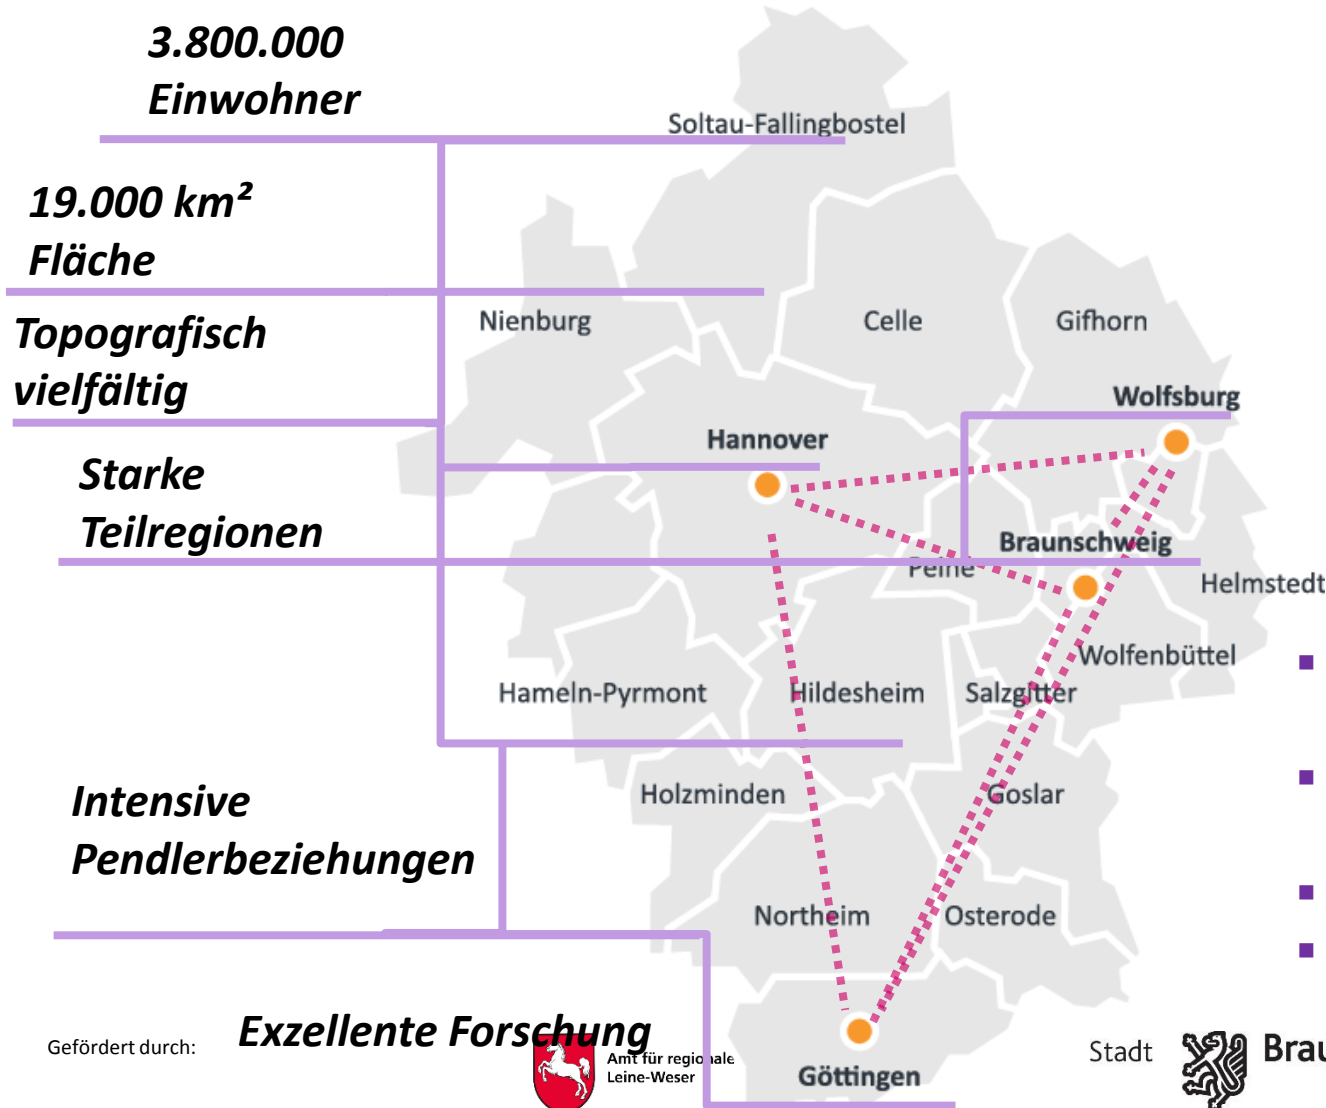 3.800.000
Einwohner
Soltau-Fallingbostel
19.000 km²
Fläche
Topografisch
vielfältig
Nienburg
Celle
Gifhorn
Wolfsburg
Hannover
Starke
Teilregionen
Braunschweig
Peine
Helmstedt
Wolfenbüttel
Hameln-Pyrmont
Hildesheim
Salzgitter
Holzminden
Goslar
Intensive
Pendlerbeziehungen
Northeim
Osterode
Exzellente Forschung
Gefördert durch:
Amt für regionale
Leine-Weser
Göttingen
Stadt
Brau